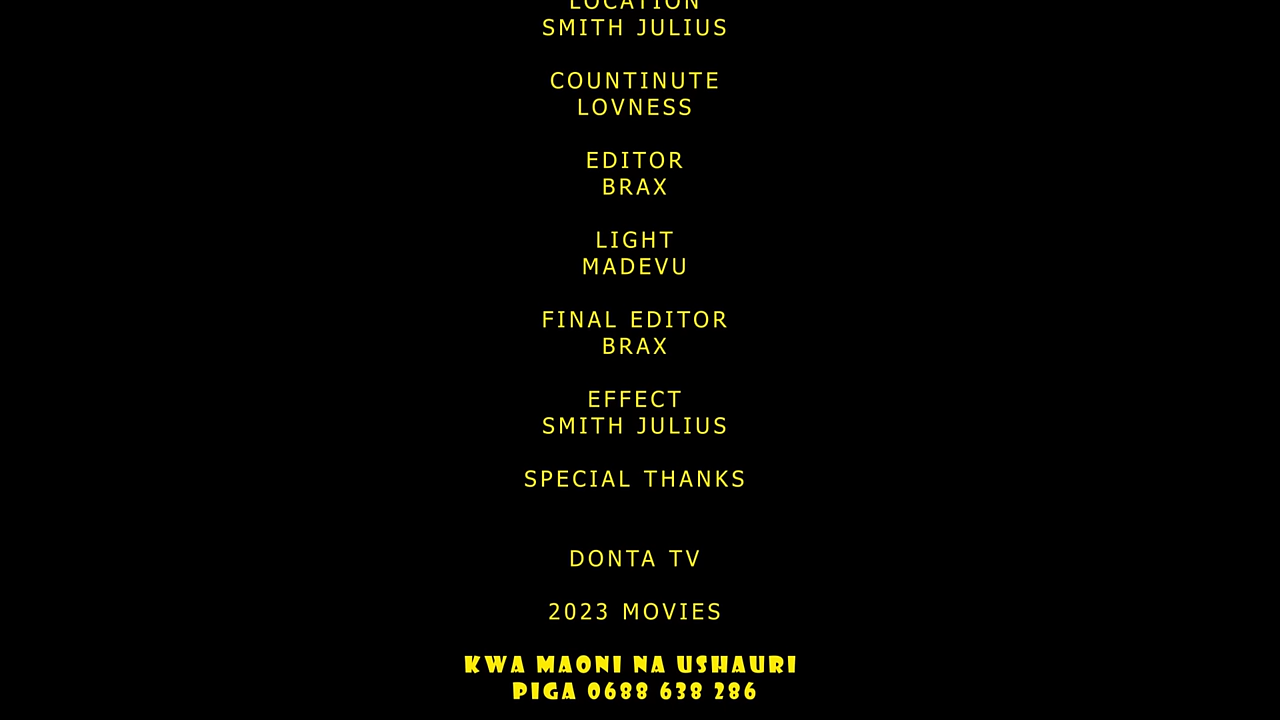 LOCATION
SMITH JULIUS
COUNTINUTE
LOVNESS
EDITOR
BRAX
LIGHT
MADEVU
FINAL EDITOR
BRAX
EFFECT
SMITH JULIUS
SPECIAL THANKS
DONTA TV
2023 MOVIES
KWA MAONI NA USHAURI
PIGA 0688 638 286